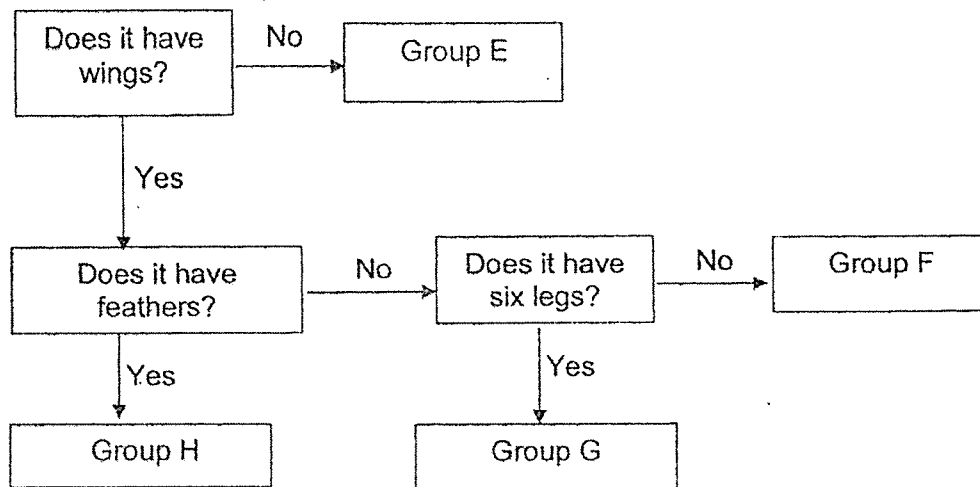 Does it have
wings?
No
Group E
Yes
Does it have
feathers?
No
Does it have
six legs?
No
Group F
Yes
Yes
Group H
Group G